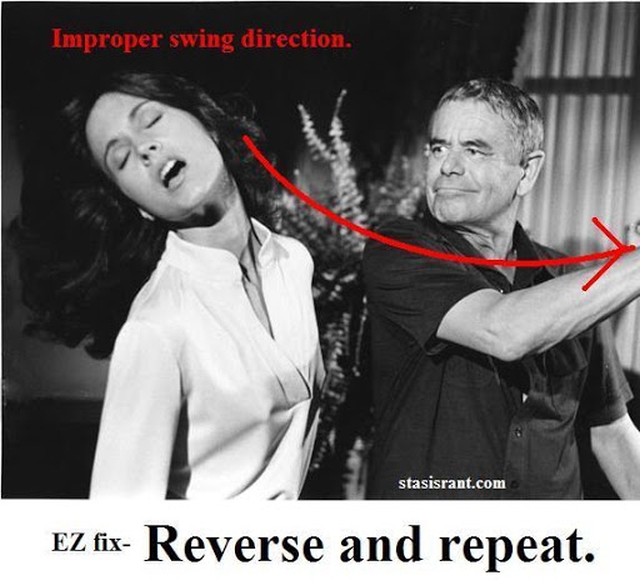 Improper swing direction.
stasisrant.com
EZ fix- Reverse and repeat.